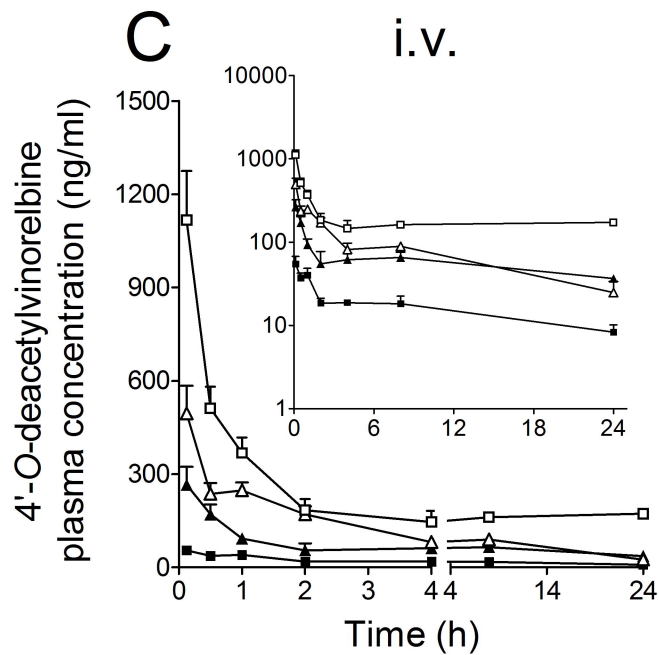 C
i.v.
4'-O-deacetylvinorelbine
plasma concentration (ng/ml)
1500
1200
900
600
300
0
10000
1000
100
10
1
0 6 12 18 24
0 1 2 3 4 4 14 24
Time (h)